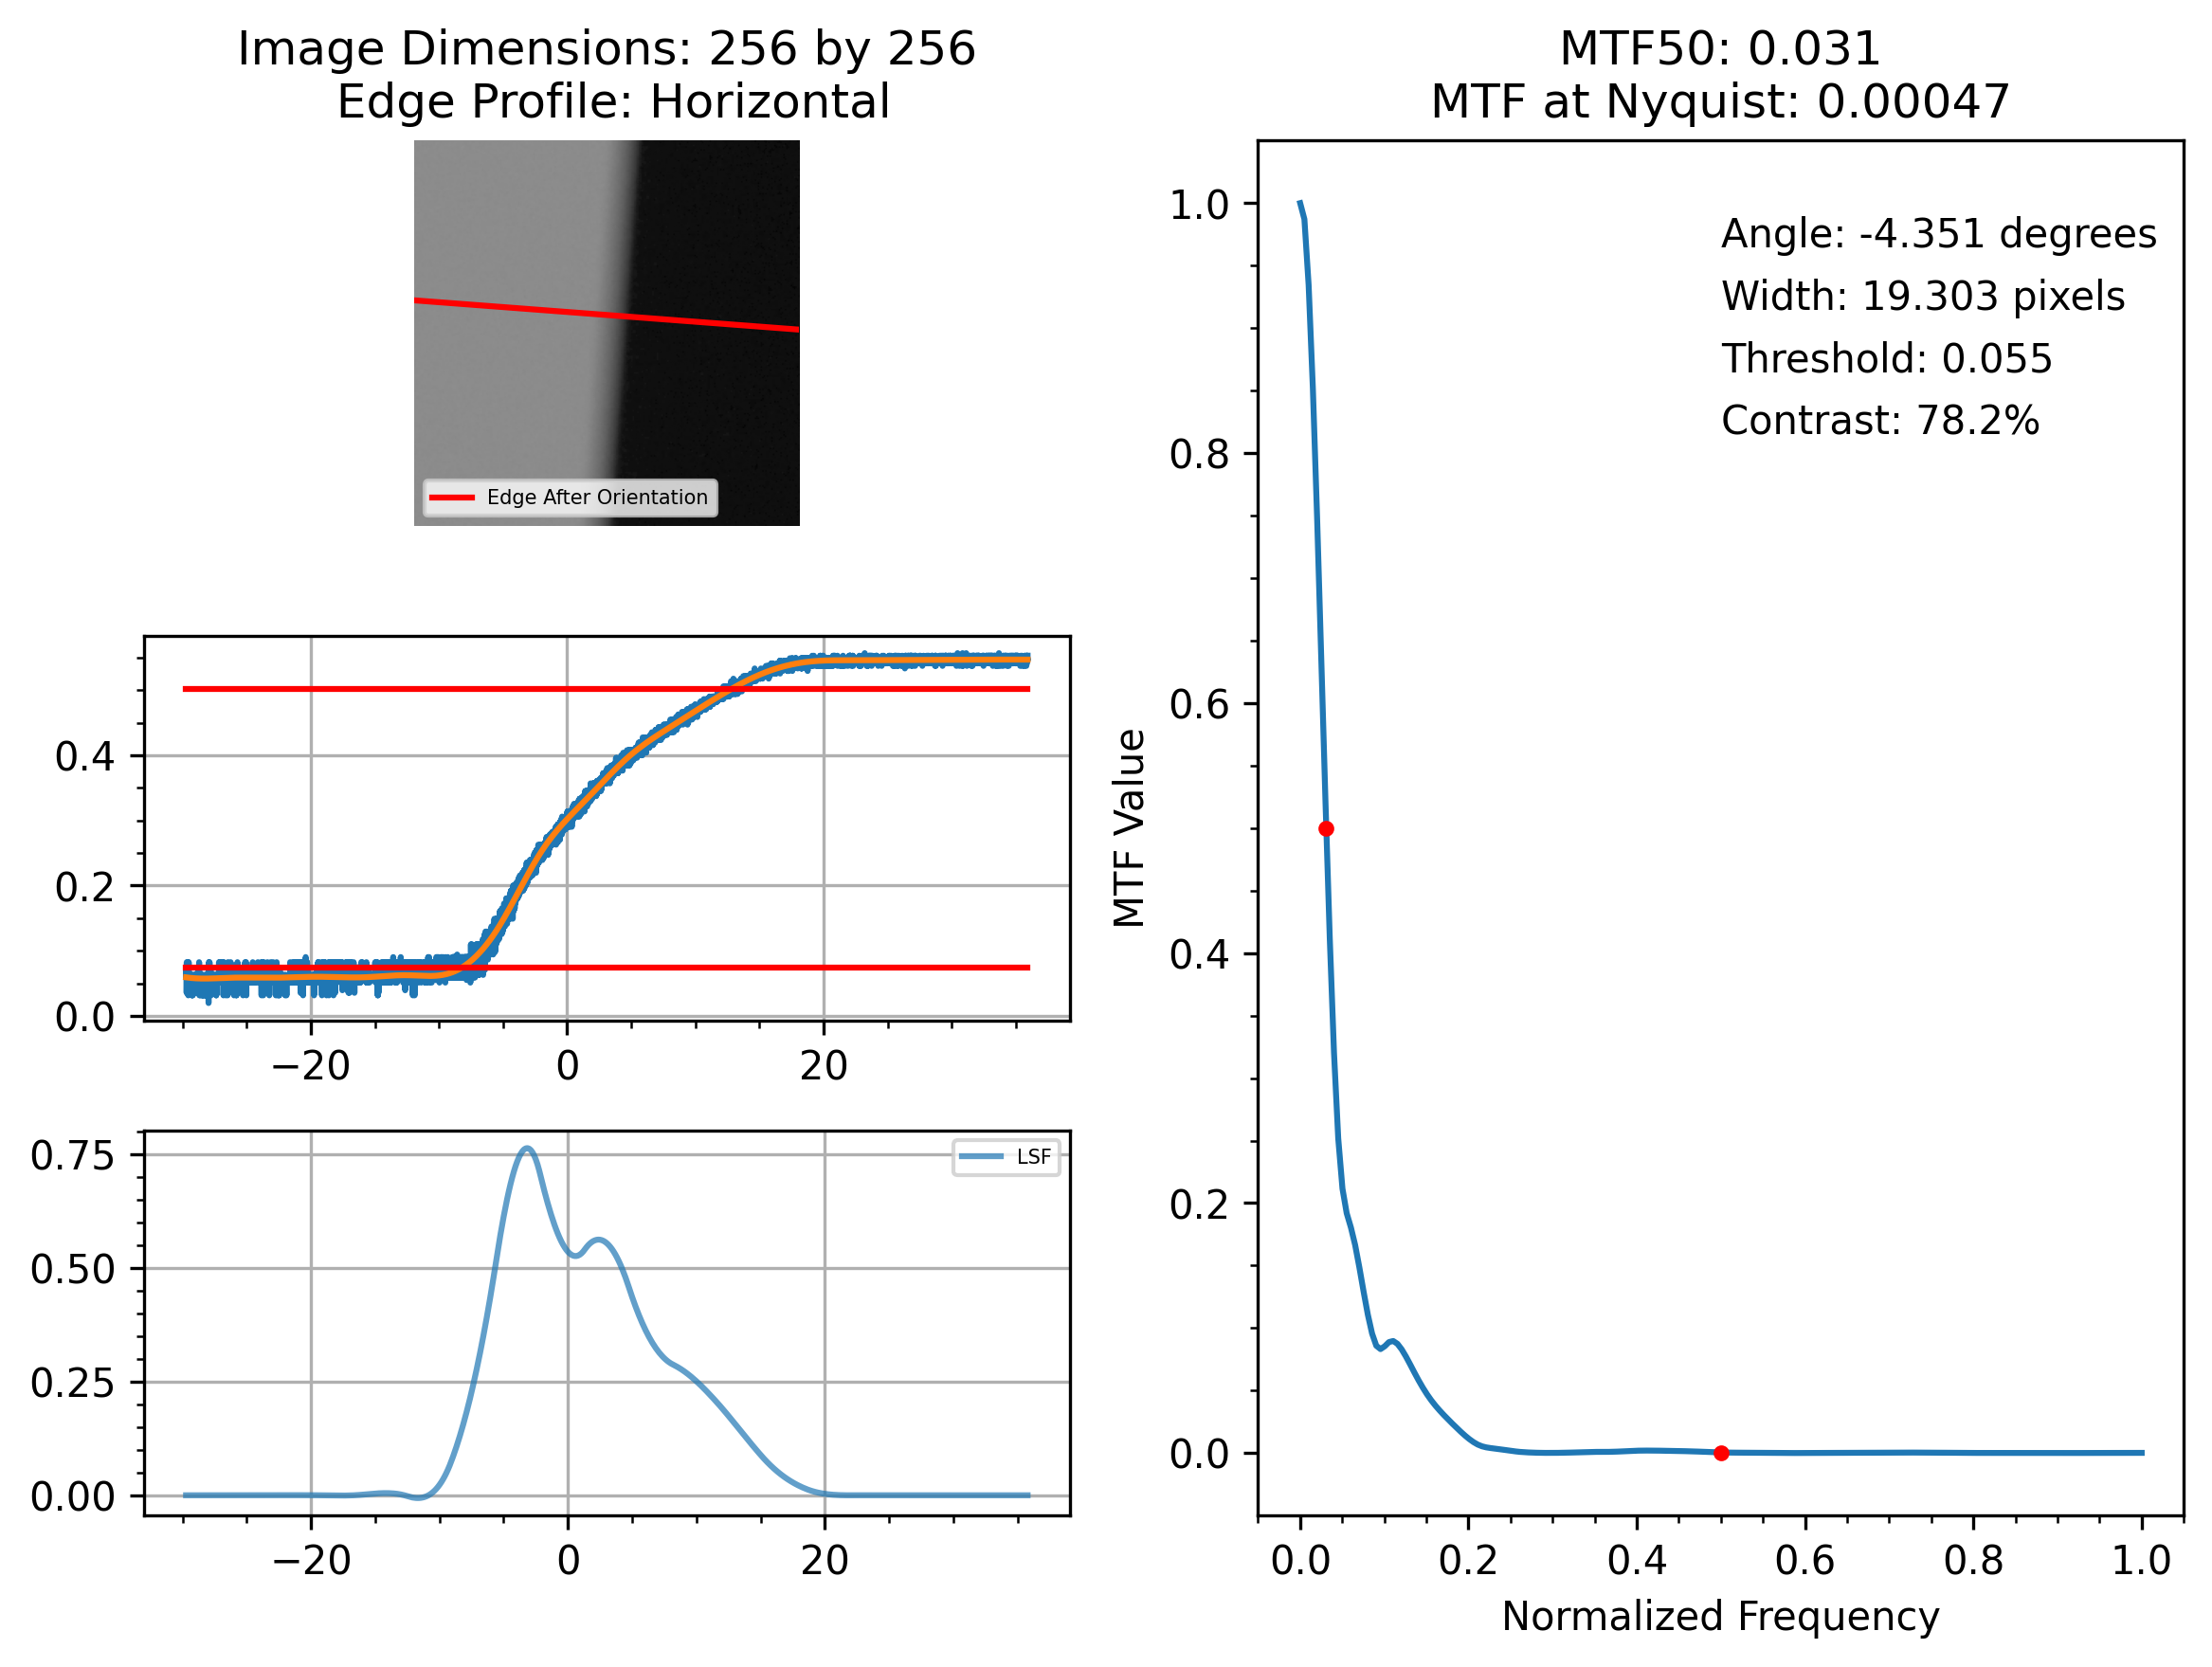 Image Dimensions: 256 by 256
Edge Profile: Horizontal
Edge After Orientation
0.4
0.2
0.0
−20 0 20
LSF
0.75
0.50
0.25
0.00
−20 0 20
MTF50: 0.031
MTF at Nyquist: 0.00047
Angle: -4.351 degrees
Width: 19.303 pixels
Threshold: 0.055
Contrast: 78.2%
MTF Value
1.0
0.8
0.6
0.4
0.2
0.0
0.0 0.2 0.4 0.6 0.8 1.0
Normalized Frequency